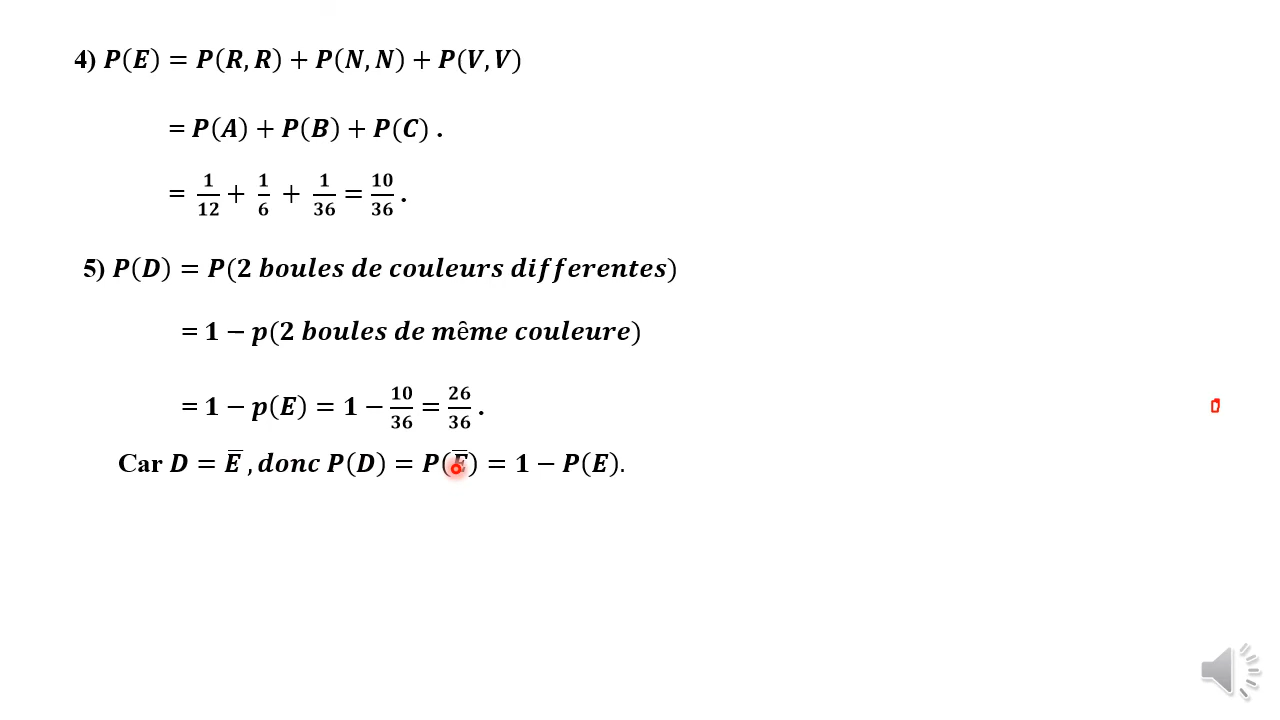 4) P(E) = P(R, R) + P(N, N) + P(V, V)
= P(A) + P(B) + P(C) .
= 1/12 + 1/6 + 1/36 = 10/36 .
5) P(D) = P(2 boules de couleurs differentes)
= 1 − p(2 boules de même couleure)
= 1 − p(E) = 1 − 10/36 = 26/36 .
Car D = E̅ , donc P(D) = P(E̅) = 1 − P(E).